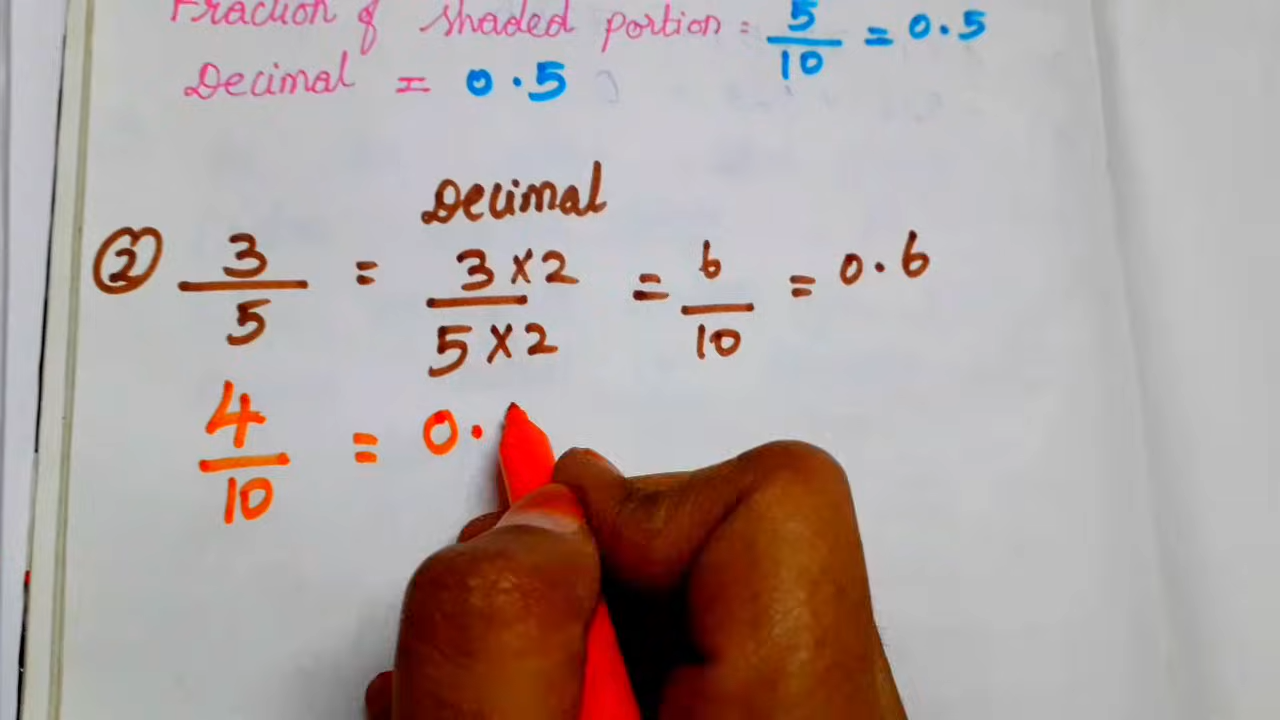 Fraction of shaded portion = 5/10 = 0.5
Decimal = 0.5
Decimal
② 3/5 = 3×2/5×2 = 6/10 = 0.6
4/10 = 0.